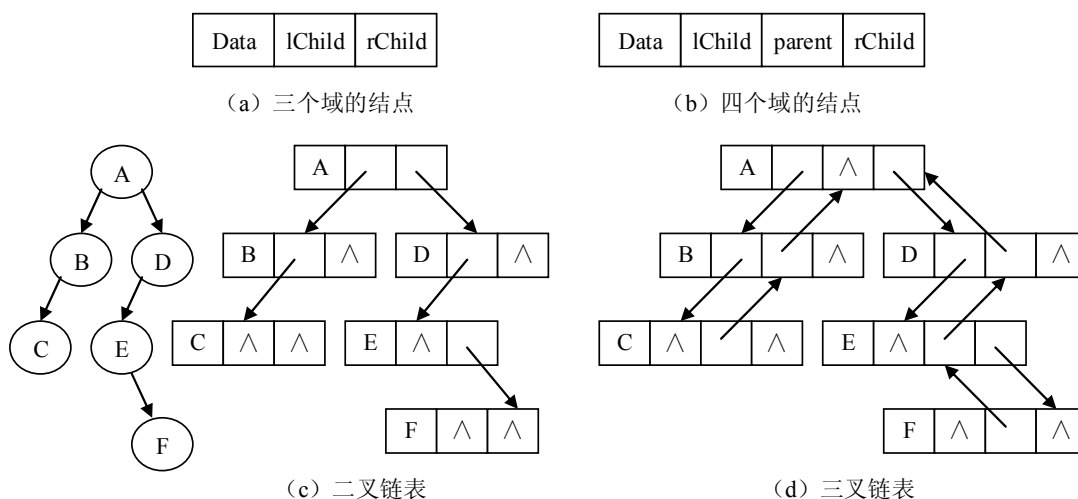 Data lChild rChild
Data lChild parent rChild
（a）三个域的结点
（b）四个域的结点
A
B D
C E
F
A
B ∧ D ∧
C ∧ ∧ E ∧
F ∧ ∧
（c）二叉链表
A ∧
B ∧ D ∧
C ∧ ∧ E ∧
F ∧ ∧
（d）三叉链表